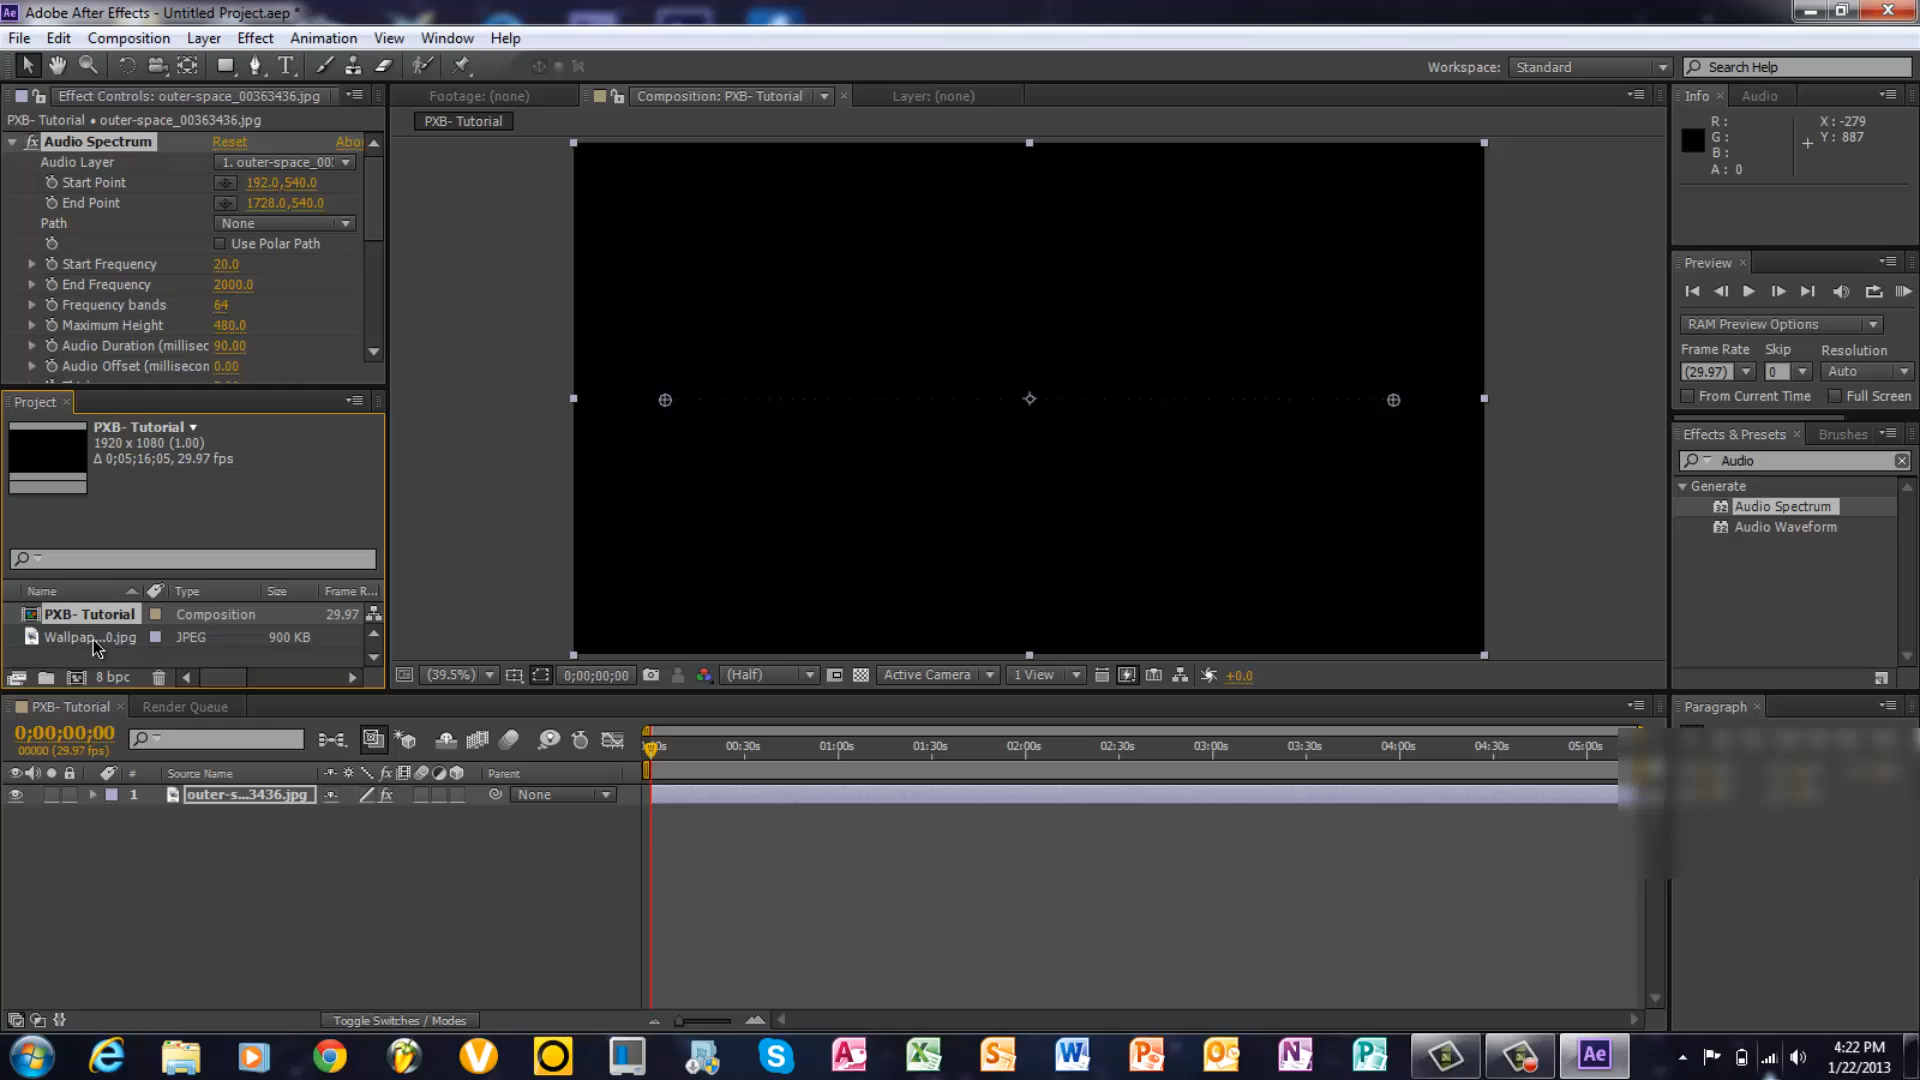 Adobe After Effects - Untitled Project.aep *
File Edit Composition Layer Effect Animation View Window Help
Workspace: Standard Search Help
Effect Controls: outer-space_00363436.jpg
Footage: (none) Composition: PXB- Tutorial Layer: (none)
Info Audio
PXB- Tutorial • outer-space_00363436.jpg
PXB- Tutorial
R: X: -279
G: Y: 887
B:
A: 0
Audio Spectrum Reset Abo
Audio Layer 1. outer-space_00
Start Point 192.0,540.0
End Point 1728.0,540.0
Path None
Use Polar Path
Start Frequency 20.0
End Frequency 2000.0
Frequency bands 64
Maximum Height 480.0
Audio Duration (millisec 90.00
Audio Offset (millisecon 0.00
Preview
RAM Preview Options
Frame Rate Skip Resolution
(29.97) 0 Auto
From Current Time Full Screen
Project
PXB- Tutorial
1920 x 1080 (1.00)
Δ 0;05;16;05, 29.97 fps
Effects & Presets Brushes
Audio
Generate
32 Audio Spectrum
32 Audio Waveform
Name Type Size Frame R...
PXB- Tutorial Composition 29.97
Wallpap...0.jpg JPEG 900 KB
8 bpc
(39.5%) 0;00;00;00 (Half) Active Camera 1 View +0.0
PXB- Tutorial Render Queue
Paragraph
0;00;00;00
00000 (29.97 fps)
00s 00:30s 01:00s 01:30s 02:00s 02:30s 03:00s 03:30s 04:00s 04:30s 05:00s
# Source Name fx Parent
1 outer-s...3436.jpg fx None
Toggle Switches / Modes
Ae
4:22 PM
1/22/2013